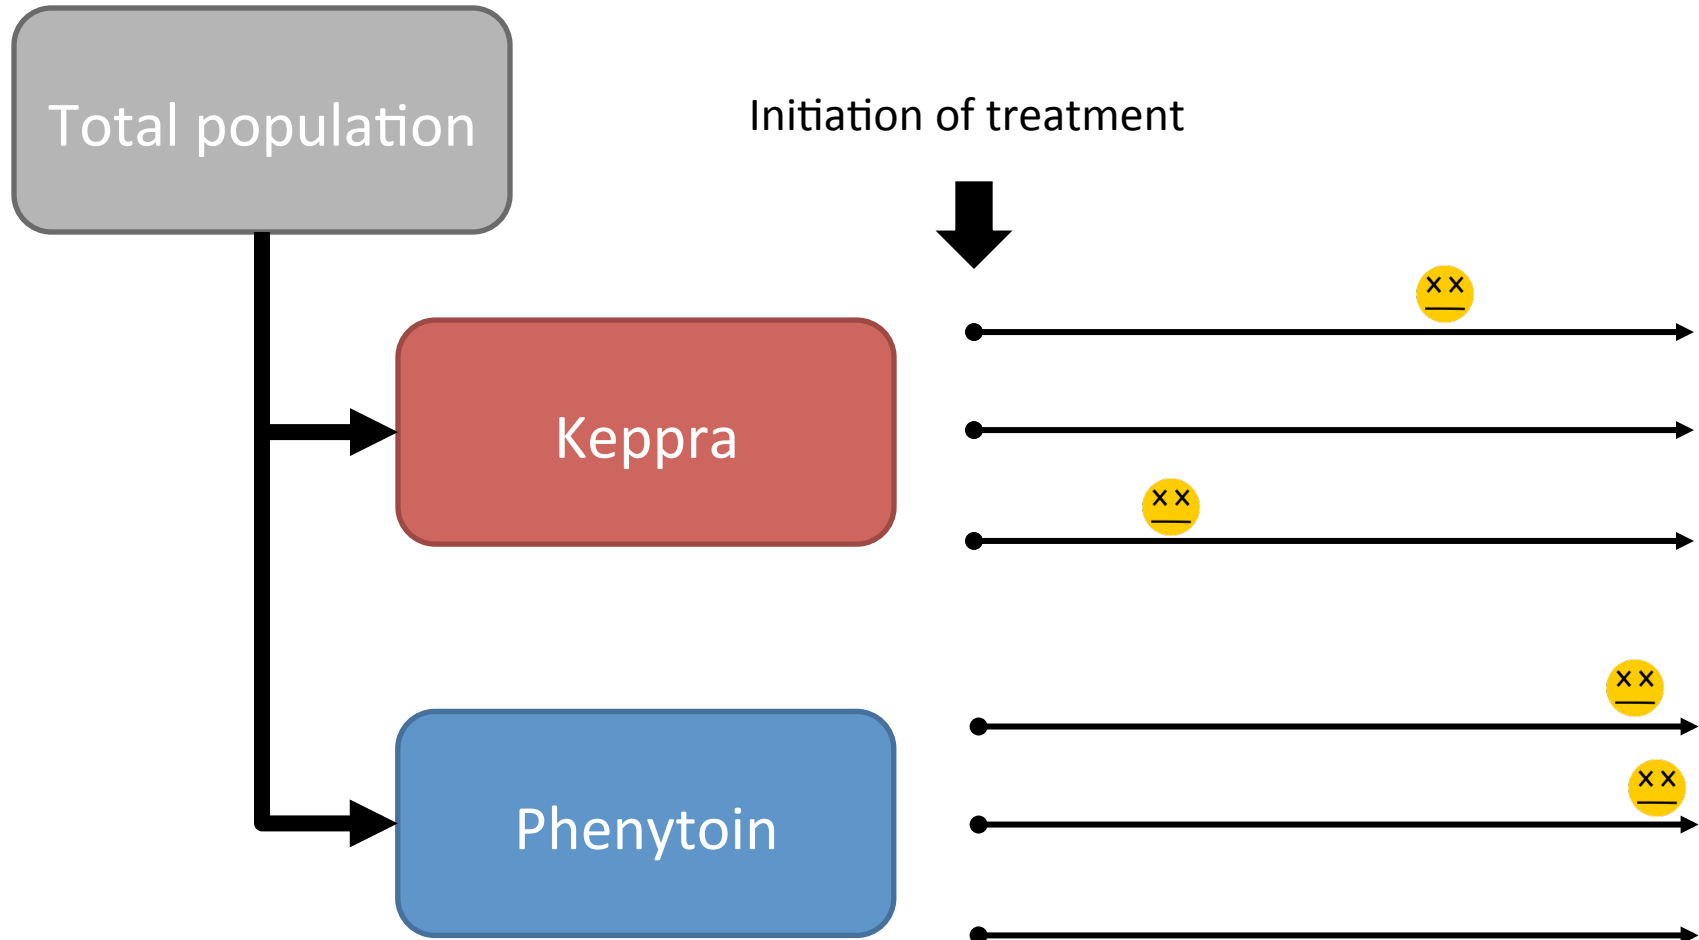 Total population
Initiation of treatment
Keppra
Phenytoin